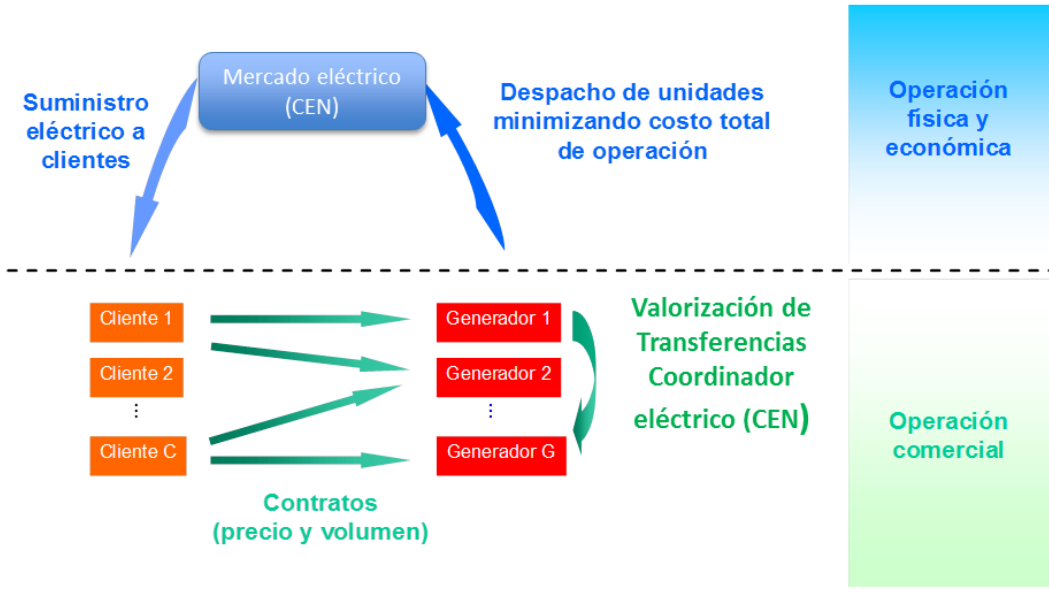 Mercado eléctrico
(CEN)
Suministro
eléctrico a
clientes
Despacho de unidades
minimizando costo total
de operación
Operación
física y
económica
Cliente 1
Cliente 2
⋮
Cliente C
Generador 1
Generador 2
⋮
Generador G
Contratos
(precio y volumen)
Valorización de
Transferencias
Coordinador
eléctrico (CEN)
Operación
comercial